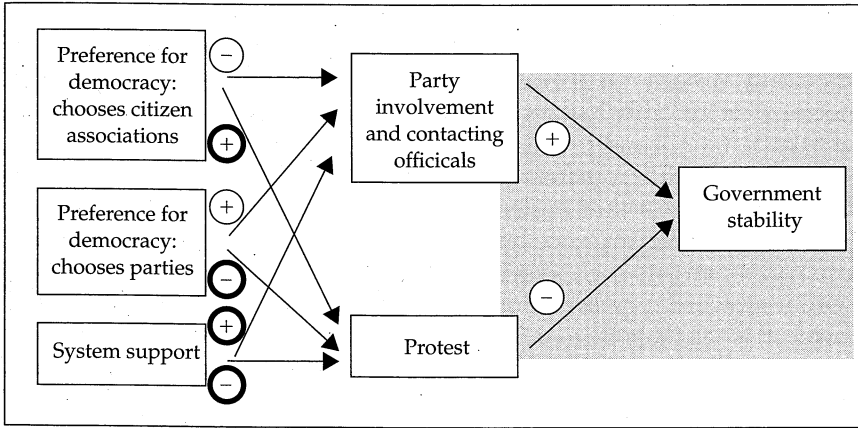 Preference for
democracy:
chooses citizen
associations
−
+
Preference for
democracy:
chooses parties
+
−
System support
+
−
Party
involvement
and contacting
officicals
Protest
+
−
Government
stability